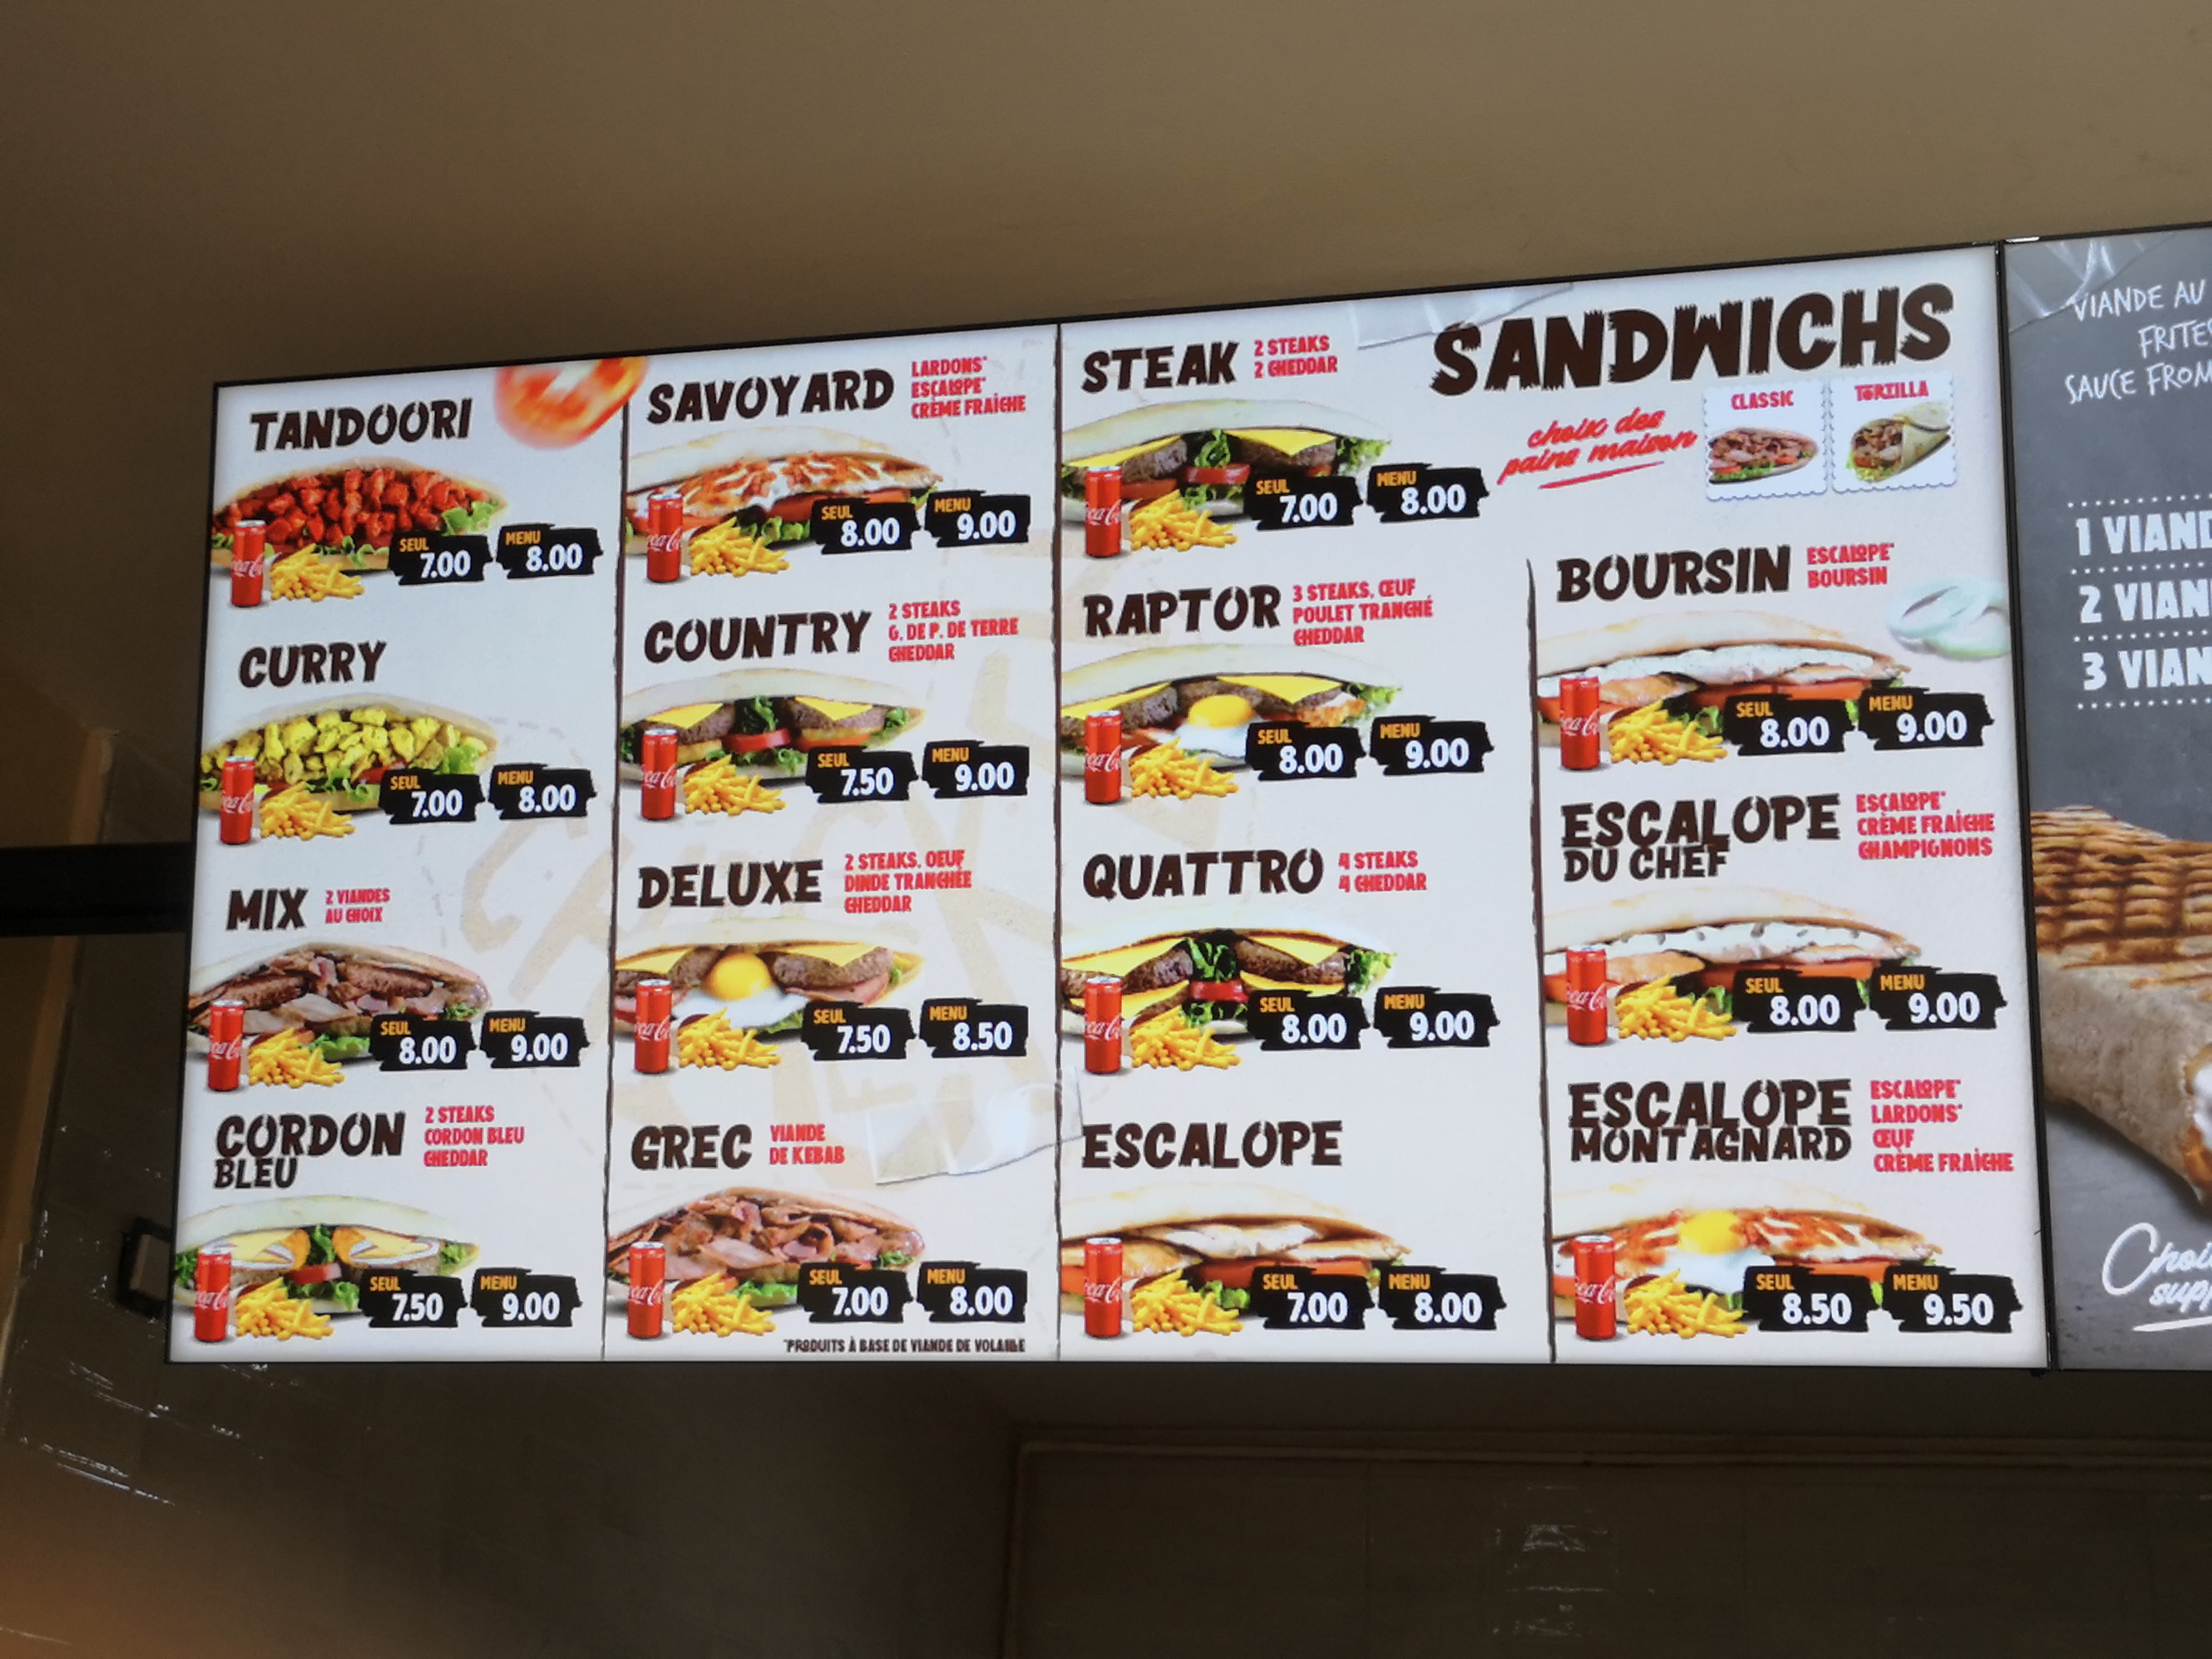 TANDOORI
SEUL
7.00
MENU
8.00
CURRY
SEUL
7.00
MENU
8.00
MIX
2 VIANDES
AU CHOIX
SEUL
8.00
MENU
9.00
CORDON
BLEU
2 STEAKS
CORDON BLEU
CHEDDAR
SEUL
7.50
MENU
9.00
SAVOYARD
LARDONS*
ESCALOPE*
CRÈME FRAÎCHE
SEUL
8.00
MENU
9.00
COUNTRY
2 STEAKS
G. DE P. DE TERRE
CHEDDAR
SEUL
7.50
MENU
9.00
DELUXE
2 STEAKS, OEUF
DINDE TRANCHÉE
CHEDDAR
SEUL
7.50
MENU
8.50
GREC
VIANDE
DE KEBAB
SEUL
7.00
MENU
8.00
*PRODUITS À BASE DE VIANDE DE VOLAILLE
STEAK
2 STEAKS
2 CHEDDAR
SEUL
7.00
MENU
8.00
RAPTOR
3 STEAKS, ŒUF
POULET TRANCHÉ
CHEDDAR
SEUL
8.00
MENU
9.00
QUATTRO
4 STEAKS
4 CHEDDAR
SEUL
8.00
MENU
9.00
ESCALOPE
SEUL
7.00
MENU
8.00
SANDWICHS
choix des
pains maison
CLASSIC
TORTILLA
BOURSIN
ESCALOPE*
BOURSIN
SEUL
8.00
MENU
9.00
ESCALOPE
DU CHEF
ESCALOPE*
CRÈME FRAÎCHE
CHAMPIGNONS
SEUL
8.00
MENU
9.00
ESCALOPE
MONTAGNARD
ESCALOPE*
LARDONS*
ŒUF
CRÈME FRAÎCHE
SEUL
8.50
MENU
9.50
VIANDE AU
FRITES
SAUCE FROM
1 VIAND
2 VIAN
3 VIAN